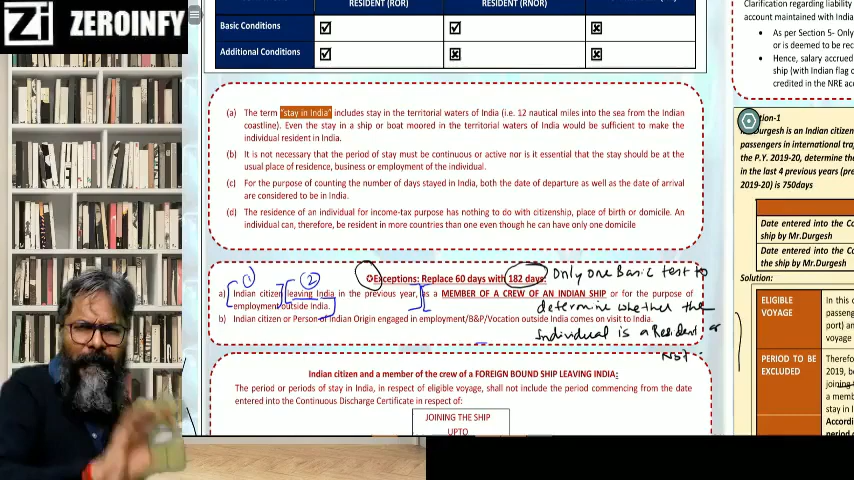 Zi ZEROINFY
RESIDENT (ROR) RESIDENT (RNOR)
Basic Conditions
Additional Conditions
(a) The term "stay in India" includes stay in the territorial waters of India (i.e. 12 nautical miles into the sea from the Indian
coastline). Even the stay in a ship or boat moored in the territorial waters of India would be sufficient to make the
individual resident in India.
(b) It is not necessary that the period of stay must be continuous or active nor is it essential that the stay should be at the
usual place of residence, business or employment of the individual.
(c) For the purpose of counting the number of days stayed in India, both the date of departure as well as the date of arrival
are considered to be in India.
(d) The residence of an individual for income-tax purpose has nothing to do with citizenship, place of birth or domicile. An
individual can, therefore, be resident in more countries than one even though he can have only one domicile
1 2
Exceptions: Replace 60 days with 182 days:
Only one Basic test to
determine whether the
Individual is a Resident or
Not
a) Indian citizen leaving India in the previous year, as a MEMBER OF A CREW OF AN INDIAN SHIP or for the purpose of
employment outside India.
b) Indian citizen or Person of Indian Origin engaged in employment/B&P/Vocation outside India comes on visit to India.
Indian citizen and a member of the crew of a FOREIGN BOUND SHIP LEAVING INDIA:
The period or periods of stay in India, in respect of eligible voyage, shall not include the period commencing from the date
entered into the Continuous Discharge Certificate in respect of:
JOINING THE SHIP
UPTO
Clarification regarding liability
account maintained with Indi
As per Section 5- Only
or is deemed to be rec
Hence, salary accrued
ship (with Indian flag o
credited in the NRE ac
tion-1
Durgesh is an Indian citizen
passengers in international tra
the P.Y. 2019-20, determine th
in the last 4 previous years (pre
2019-20) is 750days
Date entered into the Co
ship by Mr.Durgesh
Date entered into the Co
the ship by Mr.Durgesh
Solution:
ELIGIBLE
VOYAGE
In this c
passenge
port) an
voyage
PERIOD TO BE
EXCLUDED
Therefo
2019, be
joining
a memb
stay in I
Accordi
period o